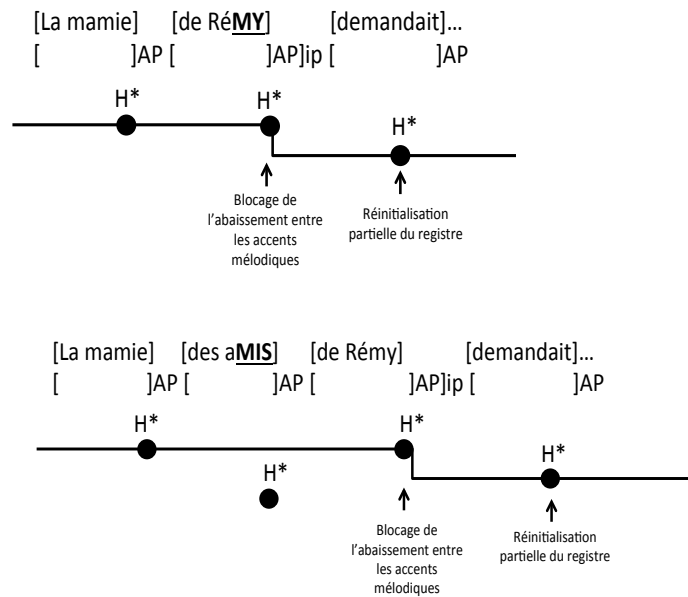 [La mamie] [de RéMY] [demandait]…
[ ]AP [ ]AP]ip [ ]AP
H* H* H*
Blocage de
l'abaissement entre
les accents
mélodiques
Réinitialisation
partielle du registre
[La mamie] [des aMIS] [de Rémy] [demandait]…
[ ]AP [ ]AP [ ]AP]ip [ ]AP
H* H* H* H*
Blocage de
l'abaissement entre
les accents
mélodiques
Réinitialisation
partielle du registre